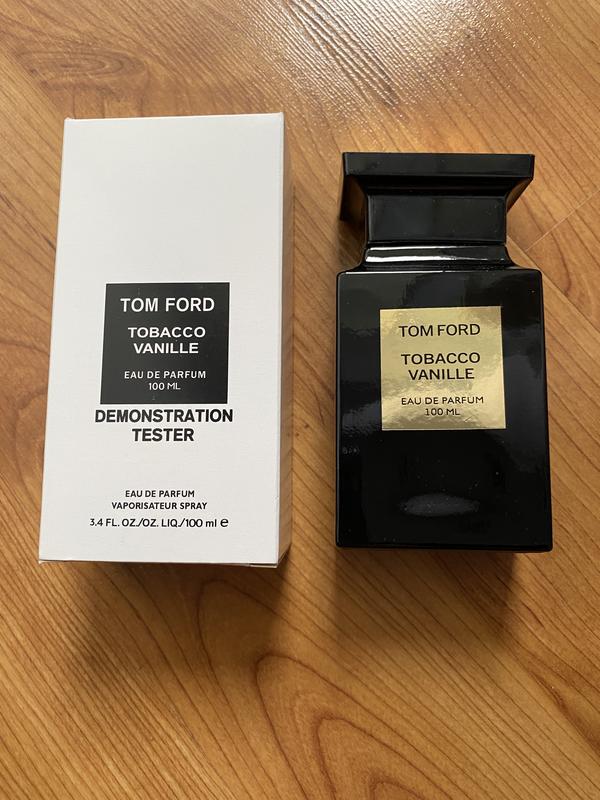 TOM FORD
TOBACCO
VANILLE
EAU DE PARFUM
100 ML
DEMONSTRATION
TESTER
EAU DE PARFUM
VAPORISATEUR SPRAY
3.4 FL. OZ./OZ. LIQ./100 ml e
TOM FORD
TOBACCO
VANILLE
EAU DE PARFUM
100 ML